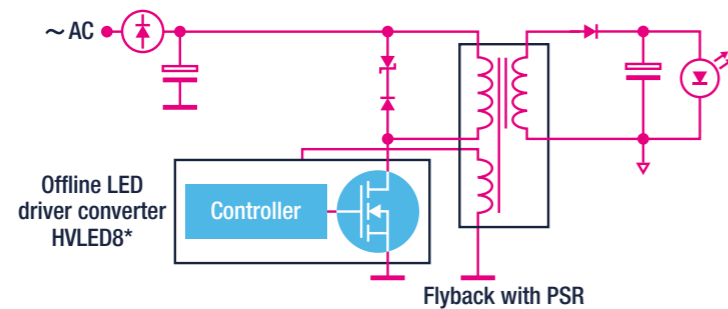 ~ AC
Offline LED
driver converter
HVLED8*
Controller
Flyback with PSR